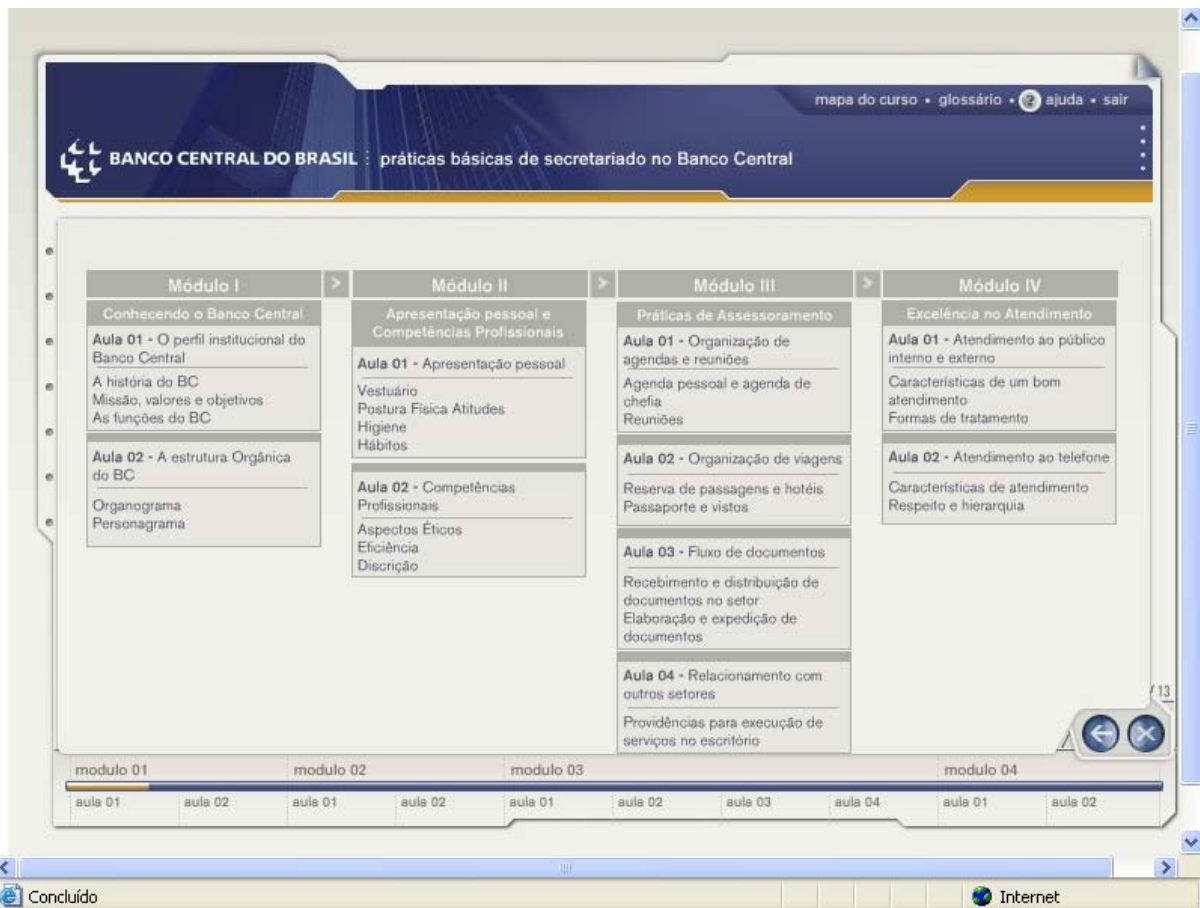 mapa do curso • glossário • ? ajuda • sair
BANCO CENTRAL DO BRASIL práticas básicas de secretariado no Banco Central
Módulo I
Conhecendo o Banco Central
Aula 01 - O perfil institucional do
Banco Central
A história do BC
Missão, valores e objetivos
As funções do BC
Aula 02 - A estrutura Orgânica
do BC
Organograma
Personagrama
>
Módulo II
Apresentação pessoal e
Competências Profissionais
Aula 01 - Apresentação pessoal
Vestuário
Postura Física Atitudes
Higiene
Hábitos
Aula 02 - Competências
Profissionais
Aspectos Éticos
Eficiência
Discrição
>
Módulo III
Práticas de Assessoramento
Aula 01 - Organização de
agendas e reuniões
Agenda pessoal e agenda de
chefia
Reuniões
Aula 02 - Organização de viagens
Reserva de passagens e hotéis
Passaporte e vistos
Aula 03 - Fluxo de documentos
Recebimento e distribuição de
documentos no setor
Elaboração e expedição de
documentos
Aula 04 - Relacionamento com
outros setores
Providências para execução de
serviços no escritório
>
Módulo IV
Excelência no Atendimento
Aula 01 - Atendimento ao público
interno e externo
Características de um bom
atendimento
Formas de tratamento
Aula 02 - Atendimento ao telefone
Características de atendimento
Respeito e hierarquia
/ 13
modulo 01 modulo 02 modulo 03 modulo 04
aula 01 aula 02 aula 01 aula 02 aula 01 aula 02 aula 03 aula 04 aula 01 aula 02
Concluído Internet